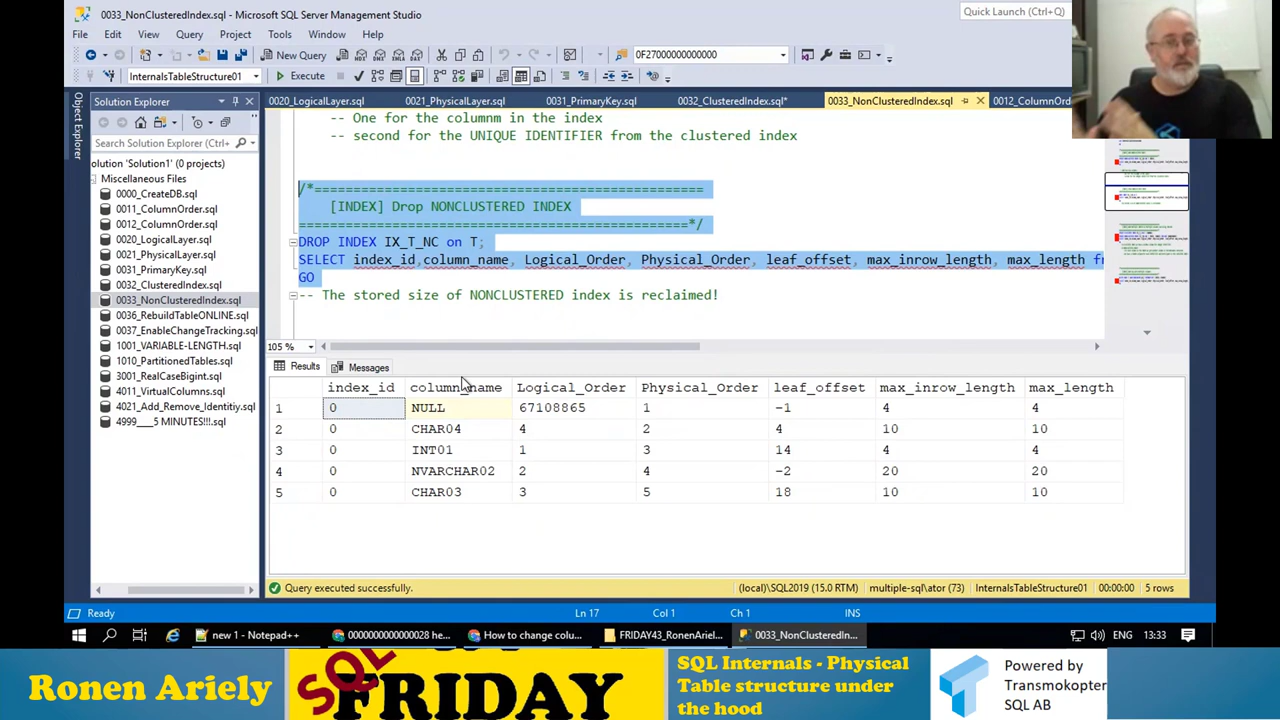 0033_NonClusteredIndex.sql - Microsoft SQL Server Management Studio
Quick Launch (Ctrl+Q)
File Edit View Query Project Tools Window Help
New Query
0F27000000000000
InternalsTableStructure01
Execute
Object Explorer
Solution Explorer
0020_LogicalLayer.sql 0021_PhysicalLayer.sql 0031_PrimaryKey.sql 0032_ClusteredIndex.sql* 0033_NonClusteredIndex.sql 0012_ColumnOrd
Search Solution Explorer (
olution 'Solution1' (0 projects)
Miscellaneous Files
0000_CreateDB.sql
0011_ColumnOrder.sql
0012_ColumnOrder.sql
0020_LogicalLayer.sql
0021_PhysicalLayer.sql
0031_PrimaryKey.sql
0032_ClusteredIndex.sql
0033_NonClusteredIndex.sql
0036_RebuildTableONLINE.sql
0037_EnableChangeTracking.sql
1001_VARIABLE-LENGTH.sql
1010_PartitionedTables.sql
3001_RealCaseBigint.sql
4011_VirtualColumns.sql
4021_Add_Remove_Identitiy.sql
4999___5 MINUTES!!!.sql
-- One for the columnm in the index
-- second for the UNIQUE IDENTIFIER from the clustered index
/*================================================
[INDEX] Drop NONCLUSTERED INDEX
================================================*/
DROP INDEX IX_T_NC on T;
SELECT index_id, column_name, Logical_Order, Physical_Order, leaf_offset, max_inrow_length, max_length fr
GO
-- The stored size of NONCLUSTERED index is reclaimed!
105 %
Results Messages
index_id column_name Logical_Order Physical_Order leaf_offset max_inrow_length max_length
1 0 NULL 67108865 1 -1 4 4
2 0 CHAR04 4 2 4 10 10
3 0 INT01 1 3 14 4 4
4 0 NVARCHAR02 2 4 -2 20 20
5 0 CHAR03 3 5 18 10 10
Query executed successfully.
(local)\SQL2019 (15.0 RTM) multiple-sql\ator (73) InternalsTableStructure01 00:00:00 5 rows
Ready Ln 17 Col 1 Ch 1 INS
new 1 - Notepad++ 0000000000000028 he... How to change colu... FRIDAY43_RonenAriel... 0033_NonClusteredIn... ENG 13:33
Ronen Ariely
SQL
FRIDAY
SQL Internals - Physical
Table structure under
the hood
Powered by
Transmokopter
SQL AB